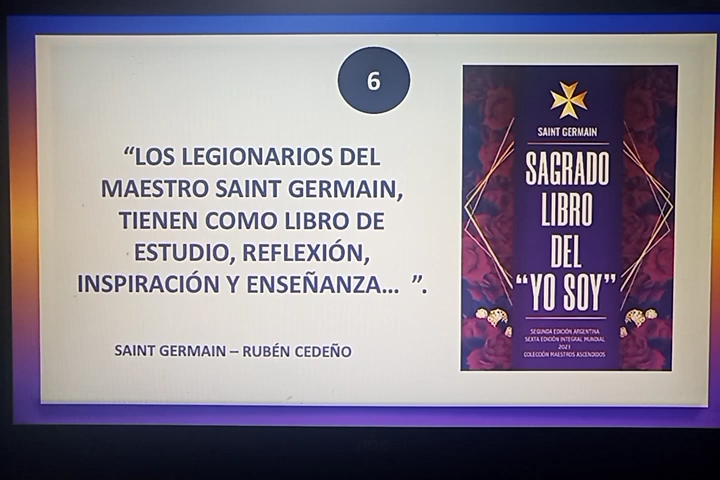 6
“LOS LEGIONARIOS DEL
MAESTRO SAINT GERMAIN,
TIENEN COMO LIBRO DE
ESTUDIO, REFLEXIÓN,
INSPIRACIÓN Y ENSEÑANZA... ”.
SAINT GERMAIN – RUBÉN CEDEÑO
SAINT GERMAIN
SAGRADO
LIBRO
DEL
“YO SOY”
SEGUNDA EDICIÓN ARGENTINA
SEXTA EDICIÓN INTEGRAL MUNDIAL
2021
COLECCIÓN MAESTROS ASCENDIDOS